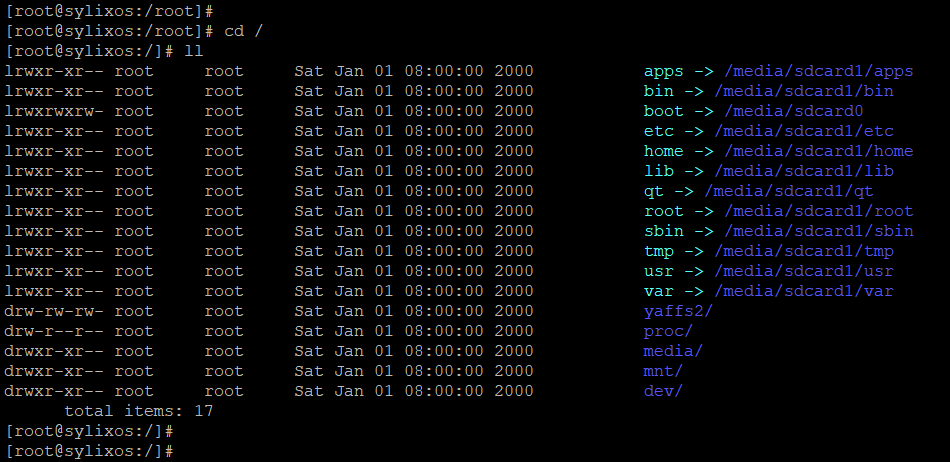 [root@sylixos:/root]#
[root@sylixos:/root]# cd /
[root@sylixos:/]# ll
lrwxr-xr-- root     root     Sat Jan 01 08:00:00 2000           apps -> /media/sdcard1/apps
lrwxr-xr-- root     root     Sat Jan 01 08:00:00 2000           bin -> /media/sdcard1/bin
lrwxrwxrw- root     root     Sat Jan 01 08:00:00 2000           boot -> /media/sdcard0
lrwxr-xr-- root     root     Sat Jan 01 08:00:00 2000           etc -> /media/sdcard1/etc
lrwxr-xr-- root     root     Sat Jan 01 08:00:00 2000           home -> /media/sdcard1/home
lrwxr-xr-- root     root     Sat Jan 01 08:00:00 2000           lib -> /media/sdcard1/lib
lrwxr-xr-- root     root     Sat Jan 01 08:00:00 2000           qt -> /media/sdcard1/qt
lrwxr-xr-- root     root     Sat Jan 01 08:00:00 2000           root -> /media/sdcard1/root
lrwxr-xr-- root     root     Sat Jan 01 08:00:00 2000           sbin -> /media/sdcard1/sbin
lrwxr-xr-- root     root     Sat Jan 01 08:00:00 2000           tmp -> /media/sdcard1/tmp
lrwxr-xr-- root     root     Sat Jan 01 08:00:00 2000           usr -> /media/sdcard1/usr
lrwxr-xr-- root     root     Sat Jan 01 08:00:00 2000           var -> /media/sdcard1/var
drw-rw-rw- root     root     Sat Jan 01 08:00:00 2000           yaffs2/
drw-r--r-- root     root     Sat Jan 01 08:00:00 2000           proc/
drwxr-xr-- root     root     Sat Jan 01 08:00:00 2000           media/
drwxr-xr-- root     root     Sat Jan 01 08:00:00 2000           mnt/
drwxr-xr-- root     root     Sat Jan 01 08:00:00 2000           dev/
      total items: 17
[root@sylixos:/]#
[root@sylixos:/]#